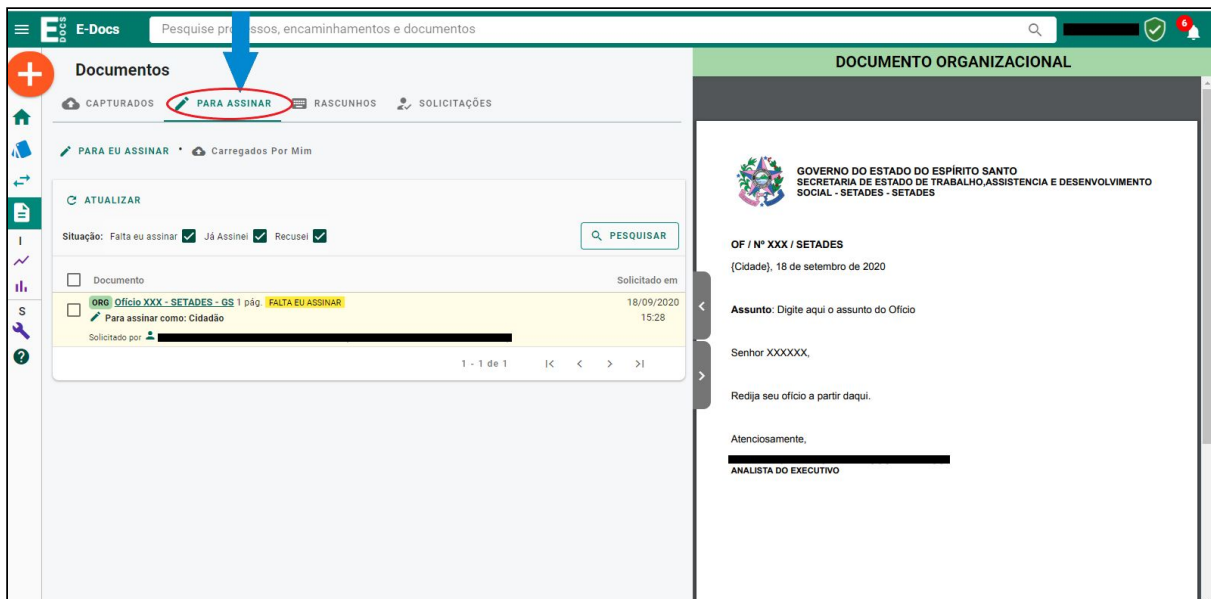 E DOCS E-Docs Pesquise pro ssos, encaminhamentos e documentos 6
Documentos
CAPTURADOS PARA ASSINAR RASCUNHOS SOLICITAÇÕES
PARA EU ASSINAR • Carregados Por Mim
ATUALIZAR
Situação: Falta eu assinar Já Assinei Recusei PESQUISAR
Documento Solicitado em
ORG Ofício XXX - SETADES - GS 1 pág. FALTA EU ASSINAR 18/09/2020
Para assinar como: Cidadão 15:28
Solicitado por
1 - 1 de 1 |< < > >|
I
S
DOCUMENTO ORGANIZACIONAL
GOVERNO DO ESTADO DO ESPÍRITO SANTO
SECRETARIA DE ESTADO DE TRABALHO,ASSISTENCIA E DESENVOLVIMENTO
SOCIAL - SETADES - SETADES
OF / Nº XXX / SETADES
{Cidade}, 18 de setembro de 2020
Assunto: Digite aqui o assunto do Ofício
Senhor XXXXXX,
Redija seu ofício a partir daqui.
Atenciosamente,
ANALISTA DO EXECUTIVO